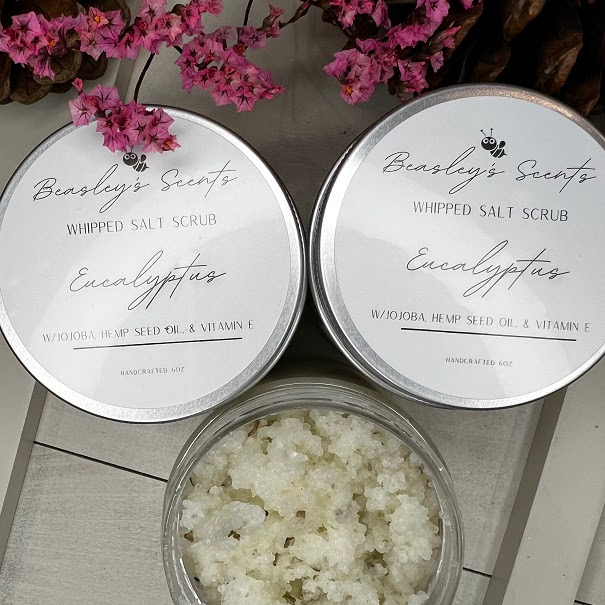 Beasley's Scents
WHIPPED SALT SCRUB
Eucalyptus
W/JOJOBA, HEMP SEED OIL, & VITAMIN E
HANDCRAFTED 6OZ
Beasley's Scents
WHIPPED SALT SCRUB
Eucalyptus
W/JOJOBA, HEMP SEED OIL, & VITAMIN E
HANDCRAFTED 6OZ